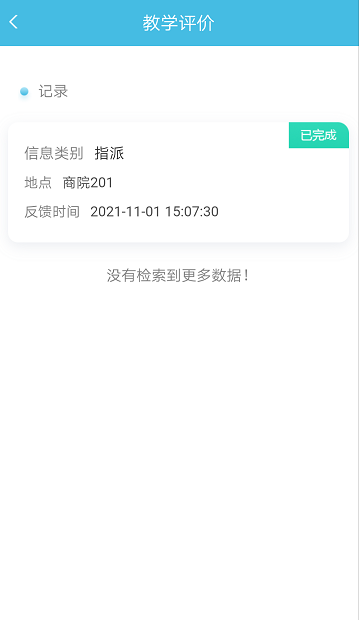 教学评价
记录
已完成
信息类别 指派
地点 商院201
反馈时间 2021-11-01 15:07:30
没有检索到更多数据!